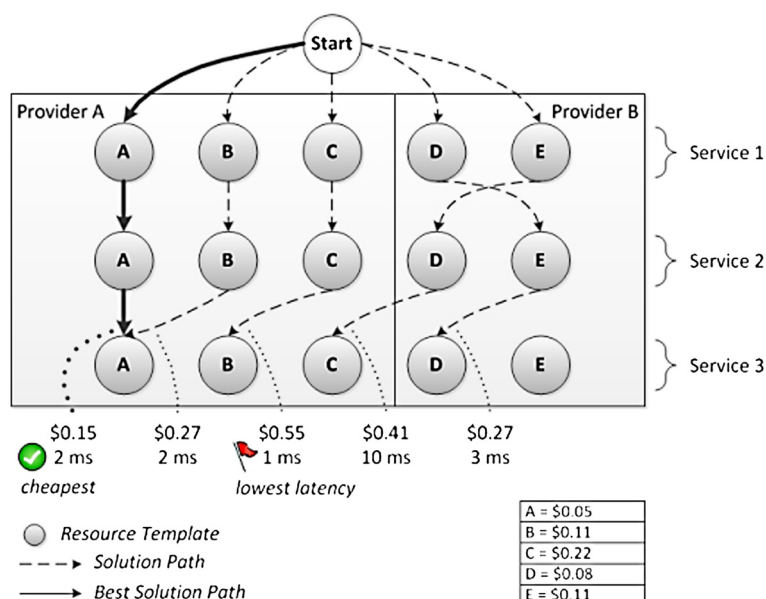 Start
Provider A
Provider B
A B C D E Service 1
A B C D E Service 2
A B C D E Service 3
$0.15 $0.27 $0.55 $0.41 $0.27
2 ms 2 ms 1 ms 10 ms 3 ms
cheapest lowest latency
Resource Template
Solution Path
Best Solution Path
A = $0.05
B = $0.11
C = $0.22
D = $0.08
E = $0.11